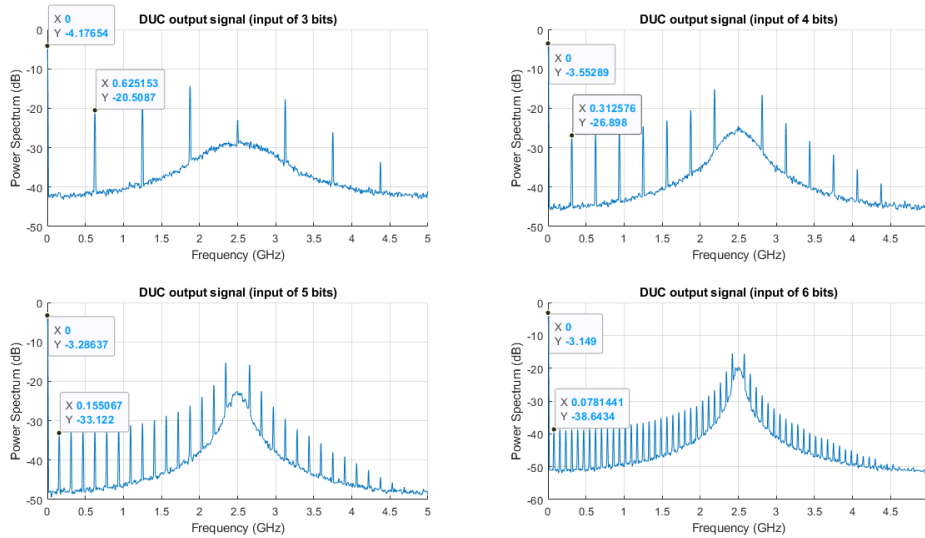 DUC output signal (input of 3 bits)
X 0
Y -4.17654
X 0.625153
Y -20.5087
Power Spectrum (dB)
0
-10
-20
-30
-40
-50
0 0.5 1 1.5 2 2.5 3 3.5 4 4.5 5
Frequency (GHz)
DUC output signal (input of 4 bits)
X 0
Y -3.55289
X 0.312576
Y -26.898
Power Spectrum (dB)
0
-10
-20
-30
-40
-50
0 0.5 1 1.5 2 2.5 3 3.5 4 4.5
Frequency (GHz)
DUC output signal (input of 5 bits)
X 0
Y -3.28637
X 0.155067
Y -33.122
Power Spectrum (dB)
0
-10
-20
-30
-40
-50
0 0.5 1 1.5 2 2.5 3 3.5 4 4.5 5
Frequency (GHz)
DUC output signal (input of 6 bits)
X 0
Y -3.149
X 0.0781441
Y -38.6434
Power Spectrum (dB)
0
-10
-20
-30
-40
-50
-60
0 0.5 1 1.5 2 2.5 3 3.5 4 4.5
Frequency (GHz)